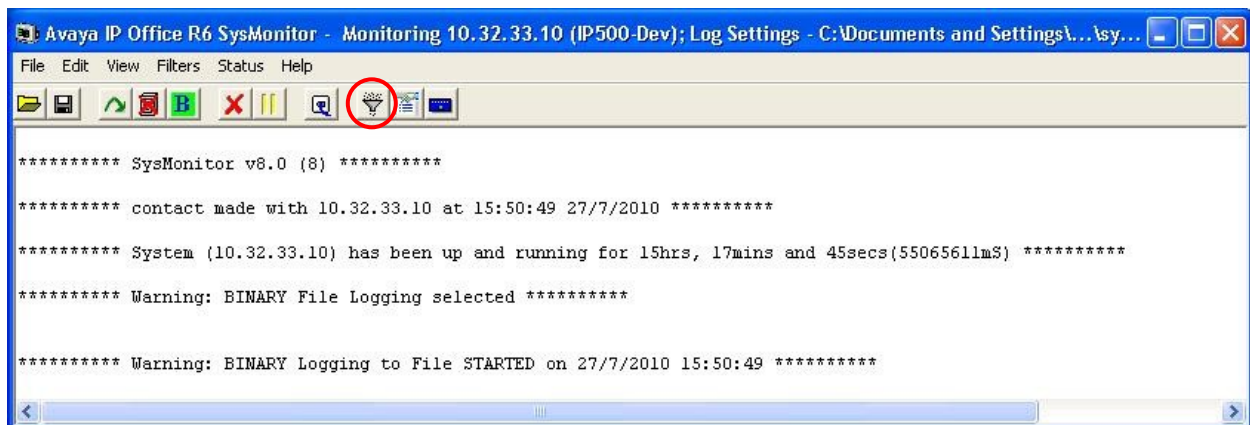 Avaya IP Office R6 SysMonitor - Monitoring 10.32.33.10 (IP500-Dev); Log Settings - C:\Documents and Settings\...\sy...
File Edit View Filters Status Help
B
********** SysMonitor v8.0 (8) **********
********** contact made with 10.32.33.10 at 15:50:49 27/7/2010 **********
********** System (10.32.33.10) has been up and running for 15hrs, 17mins and 45secs(55065611mS) **********
********** Warning: BINARY File Logging selected **********
********** Warning: BINARY Logging to File STARTED on 27/7/2010 15:50:49 **********